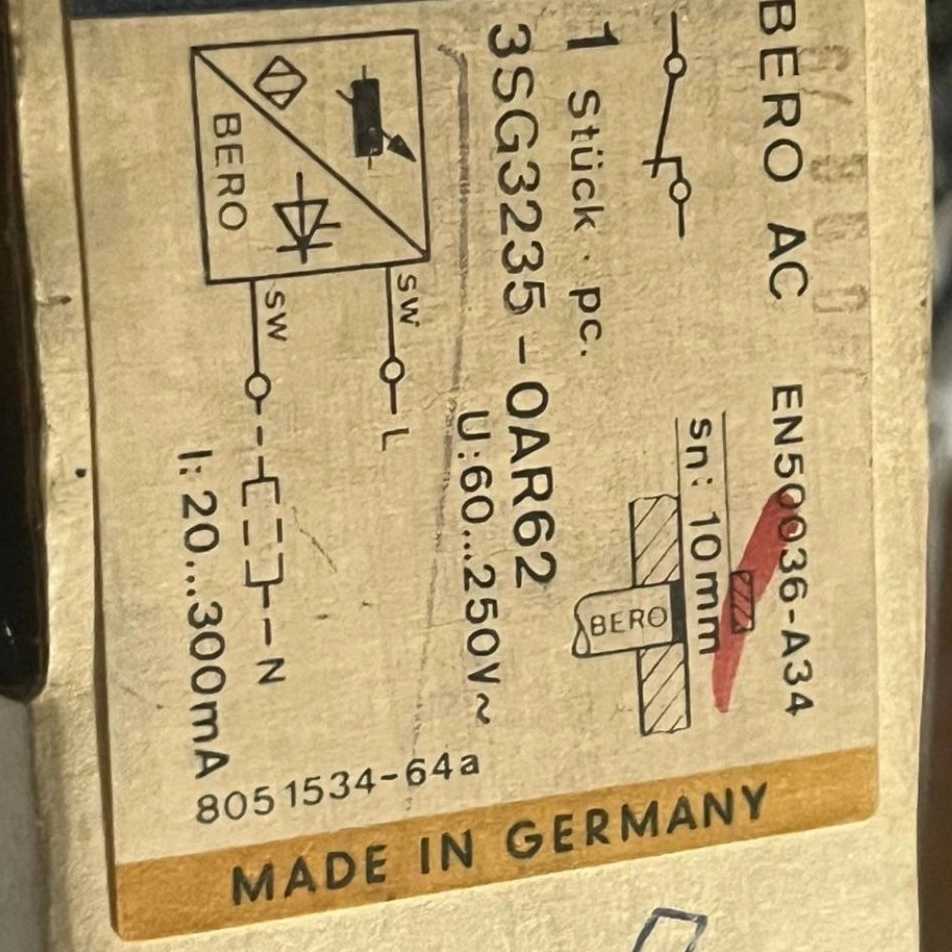 BERO AC EN50036-A34
sn: 10mm
BERO
1 Stück · pc.
3SG3235-0AR62
U:60...250V~
BERO
sw
L
sw
N
I: 20...300mA
8051534-64a
MADE IN GERMANY